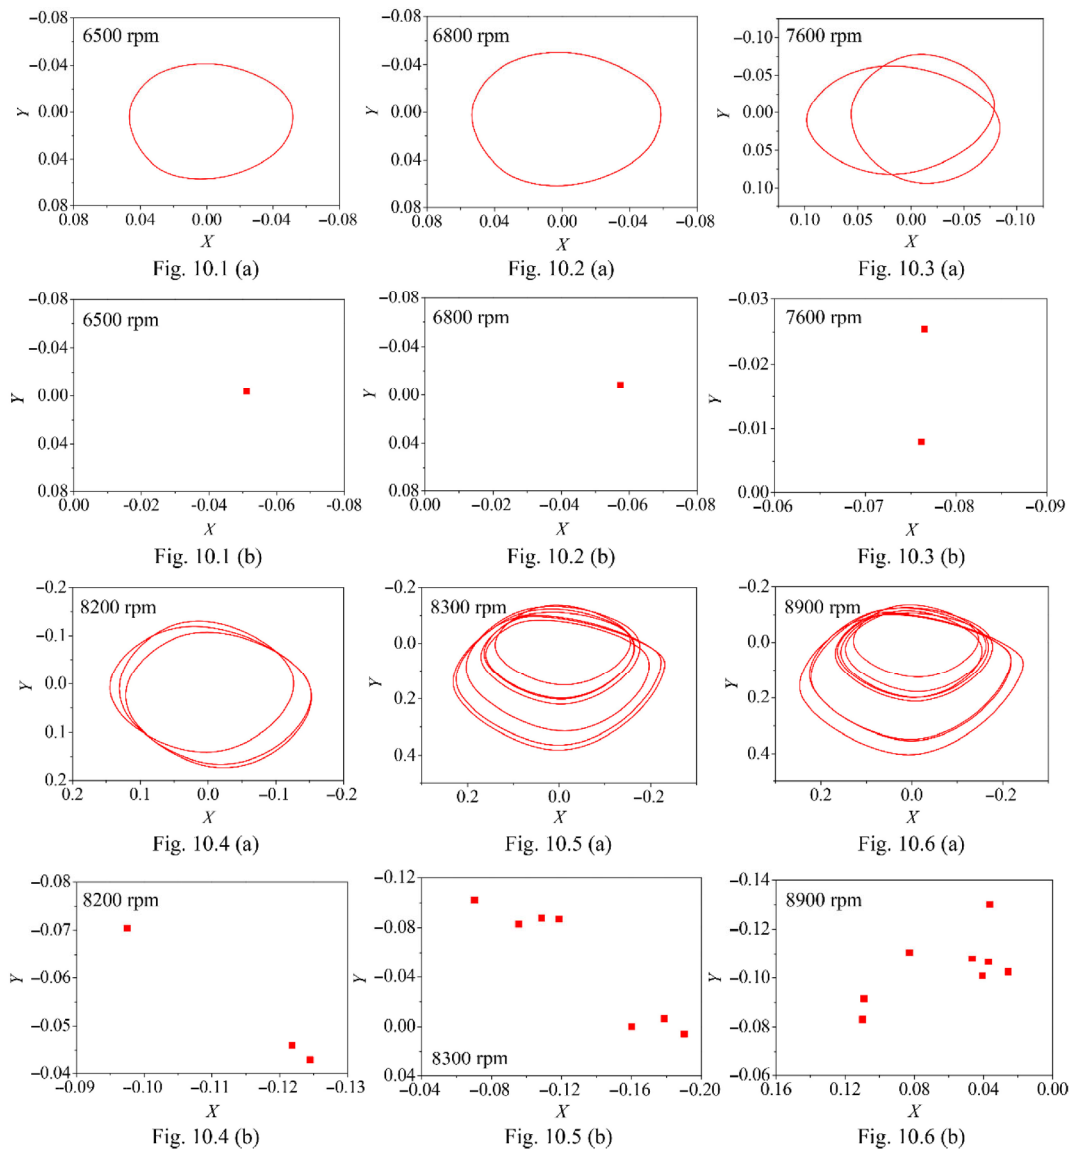 6500 rpm
−0.08
−0.04
0.00
0.04
0.08
Y
0.08 0.04 0.00 −0.04 −0.08
X
Fig. 10.1 (a)
6800 rpm
−0.08
−0.04
0.00
0.04
0.08
Y
0.08 0.04 0.00 −0.04 −0.08
X
Fig. 10.2 (a)
7600 rpm
−0.10
−0.05
0.00
0.05
0.10
Y
0.10 0.05 0.00 −0.05 −0.10
X
Fig. 10.3 (a)
6500 rpm
−0.08
−0.04
0.00
0.04
0.08
Y
0.00 −0.02 −0.04 −0.06 −0.08
X
Fig. 10.1 (b)
6800 rpm
−0.08
−0.04
0.00
0.04
0.08
Y
0.00 −0.02 −0.04 −0.06 −0.08
X
Fig. 10.2 (b)
7600 rpm
−0.03
−0.02
−0.01
0.00
Y
−0.06 −0.07 −0.08 −0.09
X
Fig. 10.3 (b)
8200 rpm
−0.2
−0.1
0.0
0.1
0.2
Y
0.2 0.1 0.0 −0.1 −0.2
X
Fig. 10.4 (a)
8300 rpm
−0.2
0.0
0.2
0.4
Y
0.2 0.0 −0.2
X
Fig. 10.5 (a)
8900 rpm
−0.2
0.0
0.2
0.4
Y
0.2 0.0 −0.2
X
Fig. 10.6 (a)
8200 rpm
−0.08
−0.07
−0.06
−0.05
−0.04
Y
−0.09 −0.10 −0.11 −0.12 −0.13
X
Fig. 10.4 (b)
−0.12
−0.08
−0.04
0.00
0.04
Y
8300 rpm
−0.04 −0.08 −0.12 −0.16 −0.20
X
Fig. 10.5 (b)
8900 rpm
−0.14
−0.12
−0.10
−0.08
−0.06
Y
0.16 0.12 0.08 0.04 0.00
X
Fig. 10.6 (b)